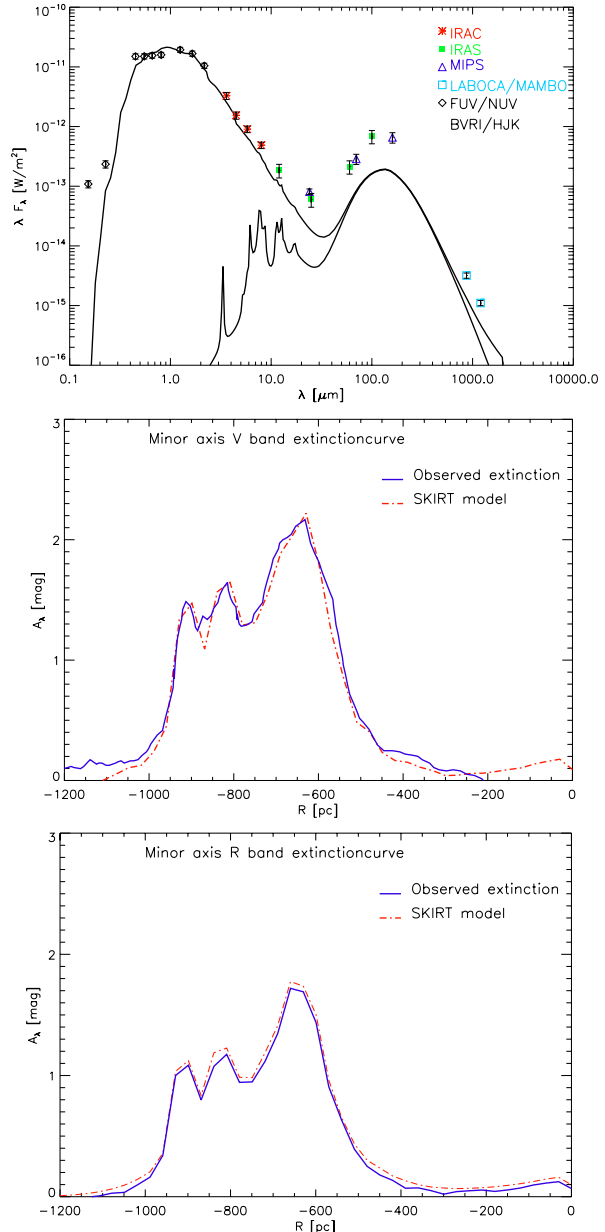 λ F_λ [W/m²]
10⁻¹⁰
10⁻¹¹
10⁻¹²
10⁻¹³
10⁻¹⁴
10⁻¹⁵
10⁻¹⁶
IRAC
IRAS
MIPS
LABOCA/MAMBO
FUV/NUV
BVRI/HJK
0.1 1.0 10.0 100.0 1000.0 10000.0
λ [μm]
Minor axis V band extinctioncurve
Observed extinction
SKIRT model
A_λ [mag]
3
2
1
0
-1200 -1000 -800 -600 -400 -200 0
R [pc]
Minor axis R band extinctioncurve
Observed extinction
SKIRT model
A_λ [mag]
3
2
1
0
-1200 -1000 -800 -600 -400 -200 0
R [pc]